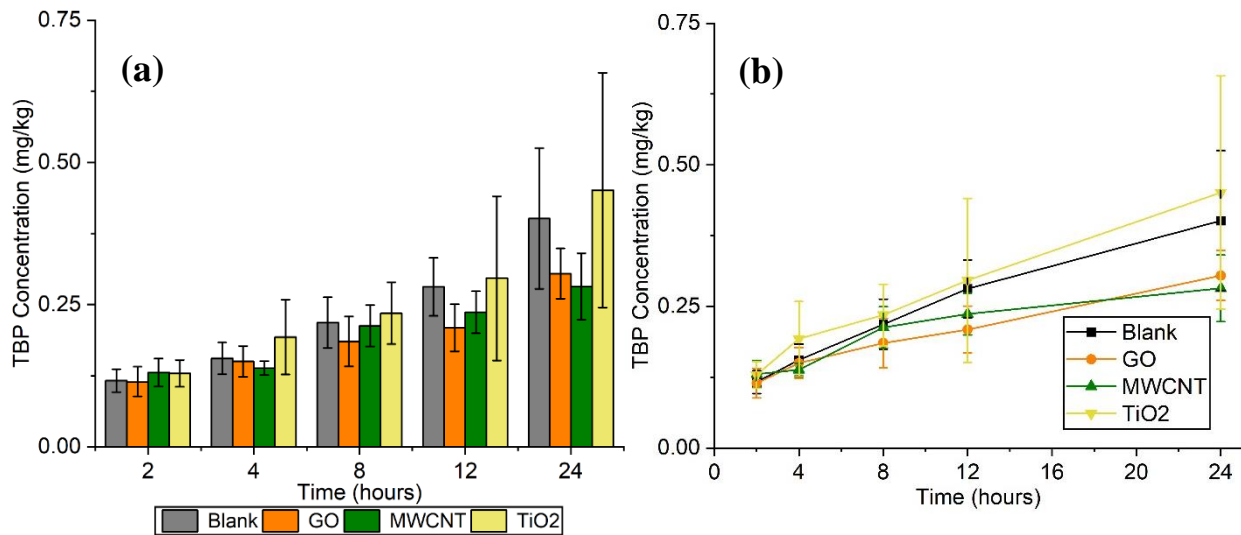 (a)
TBP Concentration (mg/kg)
0.75
0.50
0.25
0.00
2 4 8 12 24
Time (hours)
Blank GO MWCNT TiO2
(b)
TBP Concentration (mg/kg)
0.75
0.50
0.25
0.00
Blank
GO
MWCNT
TiO2
0 4 8 12 16 20 24
Time (hours)